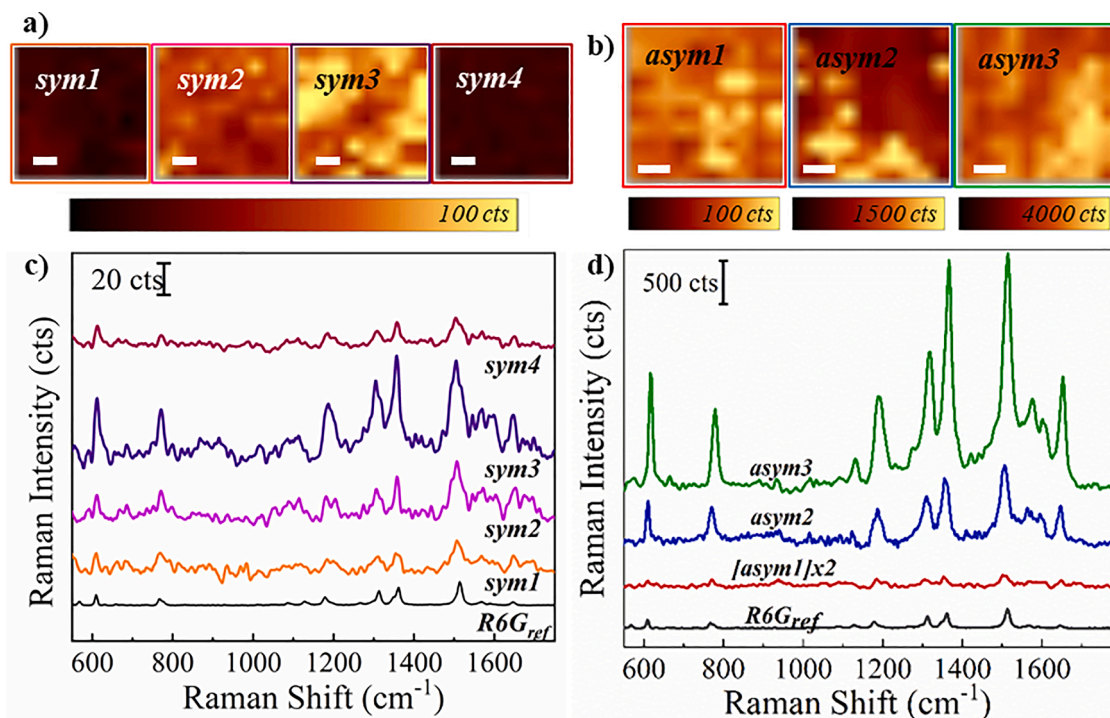 a)
sym1 sym2 sym3 sym4
100 cts
b)
asym1 asym2 asym3
100 cts 1500 cts 4000 cts
c)
20 cts
Raman Intensity (cts)
sym4
sym3
sym2
sym1
R6Gref
600 800 1000 1200 1400 1600
Raman Shift (cm-1)
d)
500 cts
Raman Intensity (cts)
asym3
asym2
[asym1]x2
R6Gref
600 800 1000 1200 1400 1600
Raman Shift (cm-1)